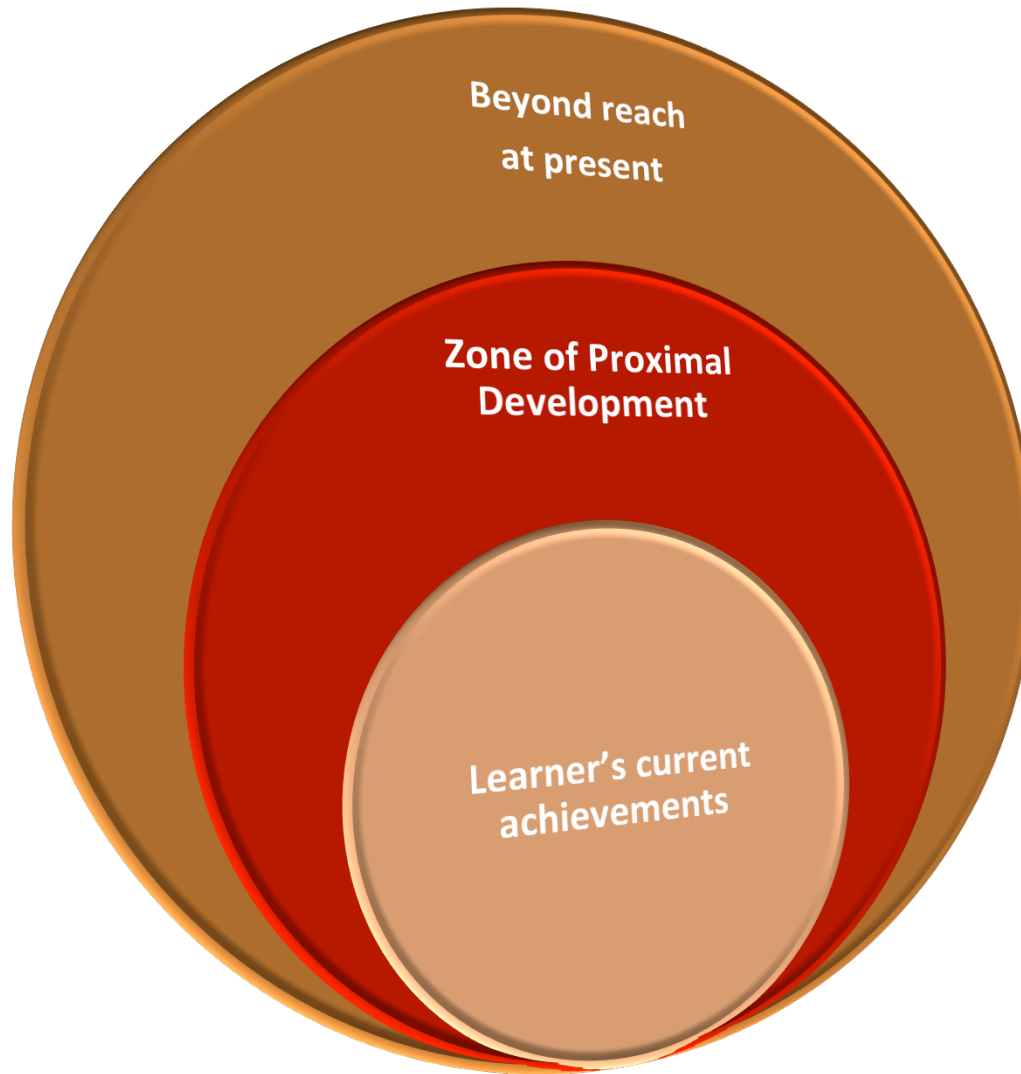 Beyond reach
at present
Zone of Proximal
Development
Learner’s current
achievements